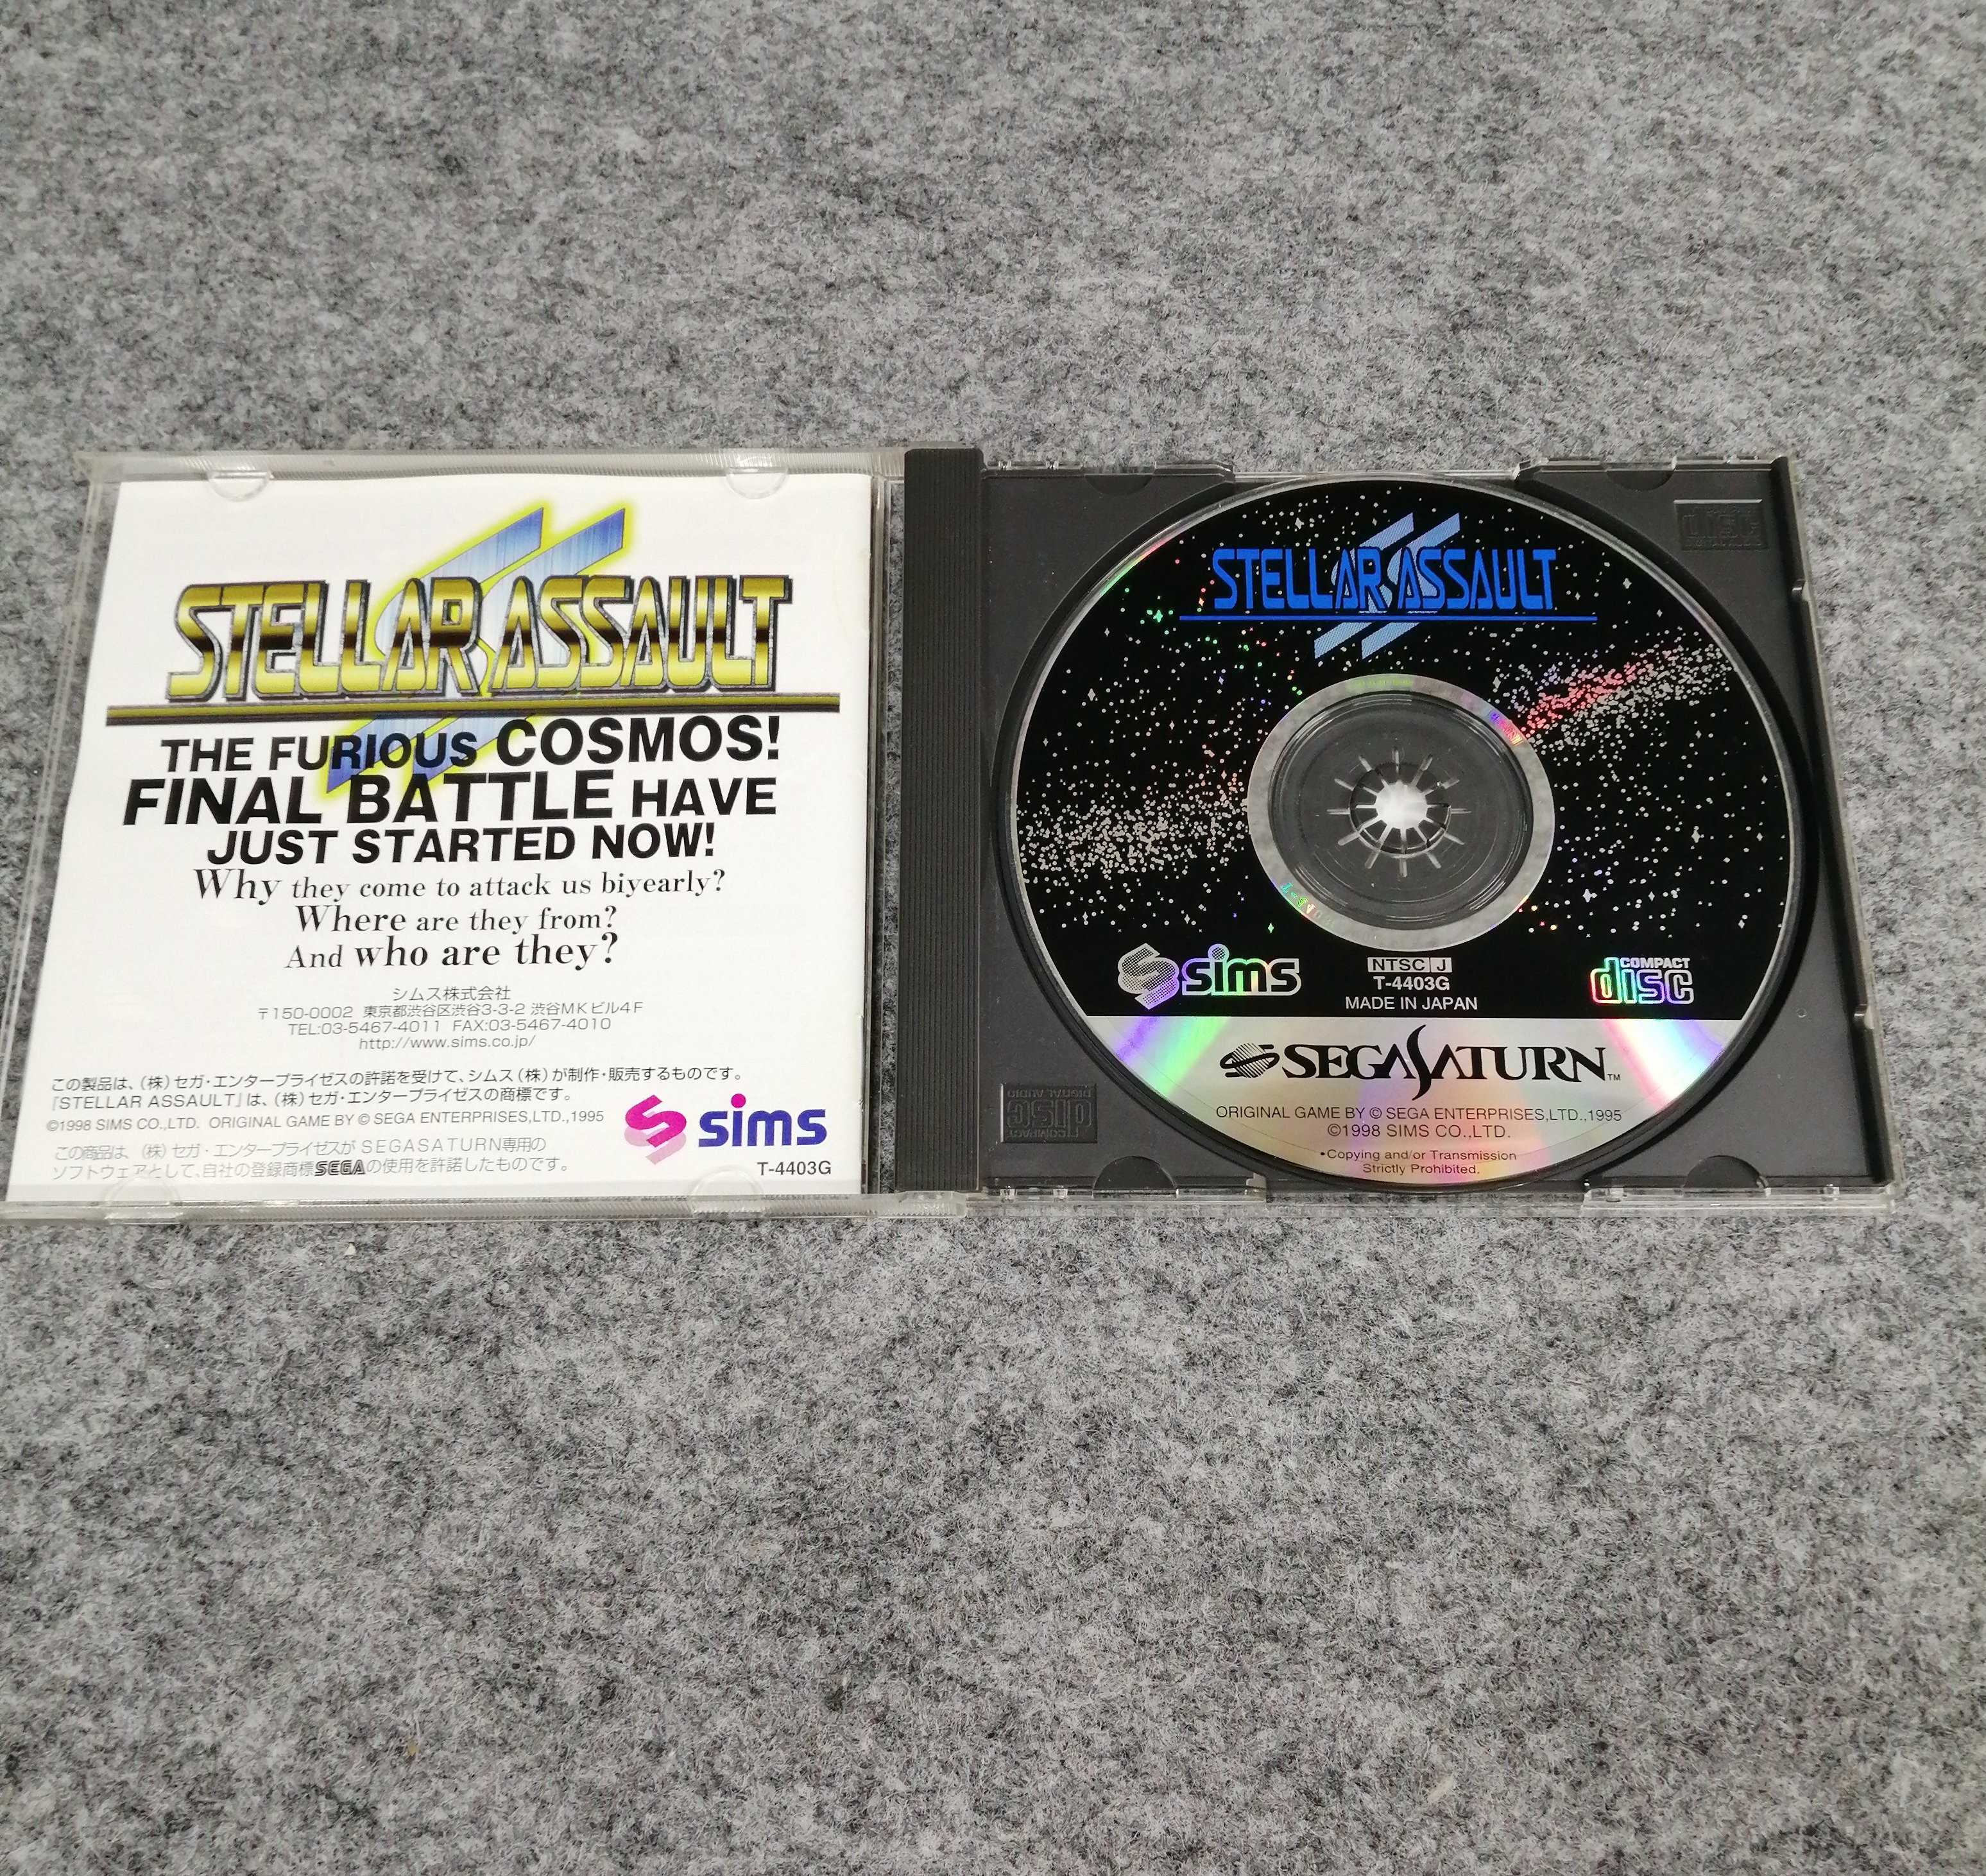 STELLAR ASSAULT
SS
THE FURIOUS COSMOS!
FINAL BATTLE HAVE
JUST STARTED NOW!
Why they come to attack us biyearly?
Where are they from?
And who are they?
シムス株式会社
〒150-0002 東京都渋谷区渋谷3-3-2 渋谷MKビル4F
TEL:03-5467-4011 FAX:03-5467-4010
http://www.sims.co.jp/
この製品は、(株)セガ・エンタープライゼスの許諾を受けて、シムス(株)が制作・販売するものです。
「STELLAR ASSAULT」は、(株)セガ・エンタープライゼスの商標です。
©1998 SIMS CO.,LTD. ORIGINAL GAME BY © SEGA ENTERPRISES,LTD.,1995
この商品は、(株)セガ・エンタープライゼスがSEGASATURN専用の
ソフトウェアとして、自社の登録商標SEGAの使用を許諾したものです。
sims
T-4403G
STELLAR ASSAULT
SS
sims
NTSC J
T-4403G
MADE IN JAPAN
COMPACT
disc
SEGA SATURN™
ORIGINAL GAME BY © SEGA ENTERPRISES,LTD.,1995
©1998 SIMS CO.,LTD.
•Copying and/or Transmission
Strictly Prohibited.